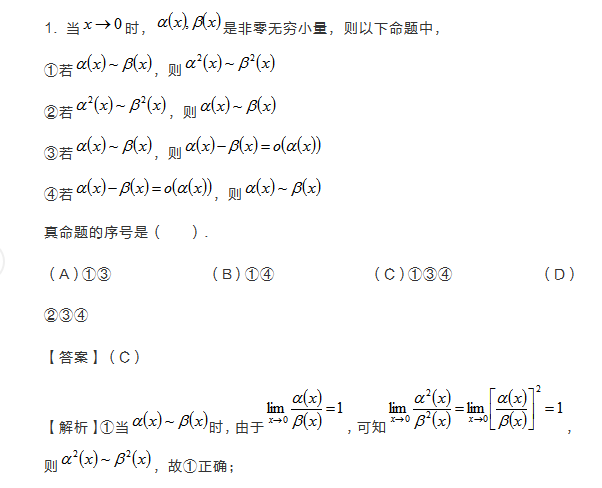 1. 当 x→0 时， α(x), β(x) 是非零无穷小量，则以下命题中，
①若 α(x) ~ β(x)，则 α²(x) ~ β²(x)
②若 α²(x) ~ β²(x)，则 α(x) ~ β(x)
③若 α(x) ~ β(x)，则 α(x)−β(x)=o(α(x))
④若 α(x)−β(x)=o(α(x))，则 α(x) ~ β(x)
真命题的序号是（　　）.
（A）①③　（B）①④　（C）①③④　（D）
②③④
【答案】（C）
【解析】①当 α(x) ~ β(x) 时，由于 lim_{x→0} α(x)/β(x) =1，可知 lim_{x→0} α²(x)/β²(x) = lim_{x→0} [α(x)/β(x)]² =1，
则 α²(x) ~ β²(x)，故①正确；